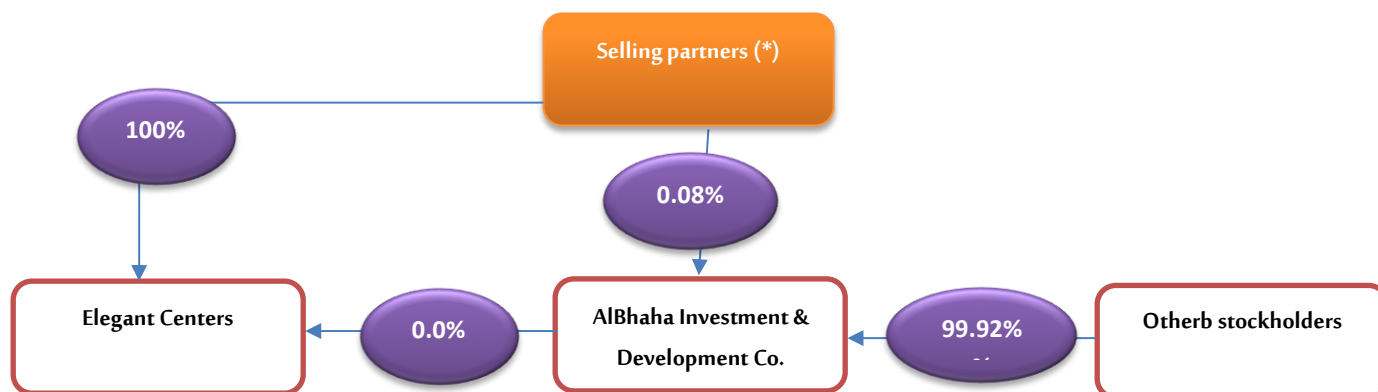 Selling partners (*)
100%
0.08%
Elegant Centers
0.0%
AlBhaha Investment &
Development Co.
99.92%
Otherb stockholders